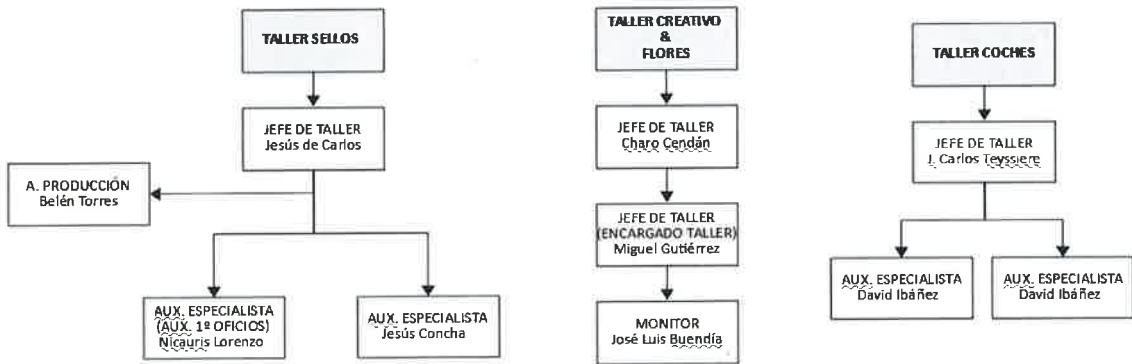 TALLER SELLOS
JEFE DE TALLER
Jesús de Carlos
A. PRODUCCIÓN
Belén Torres
AUX. ESPECIALISTA
(AUX. 1º OFICIOS)
Nicauris Lorenzo
AUX. ESPECIALISTA
Jesús Concha
TALLER CREATIVO
&
FLORES
JEFE DE TALLER
Charo Cendán
JEFE DE TALLER
(ENCARGADO TALLER)
Miguel Gutiérrez
MONITOR
José Luis Buendía
TALLER COCHES
JEFE DE TALLER
J. Carlos Teyssiere
AUX. ESPECIALISTA
David Ibáñez
AUX. ESPECIALISTA
David Ibáñez